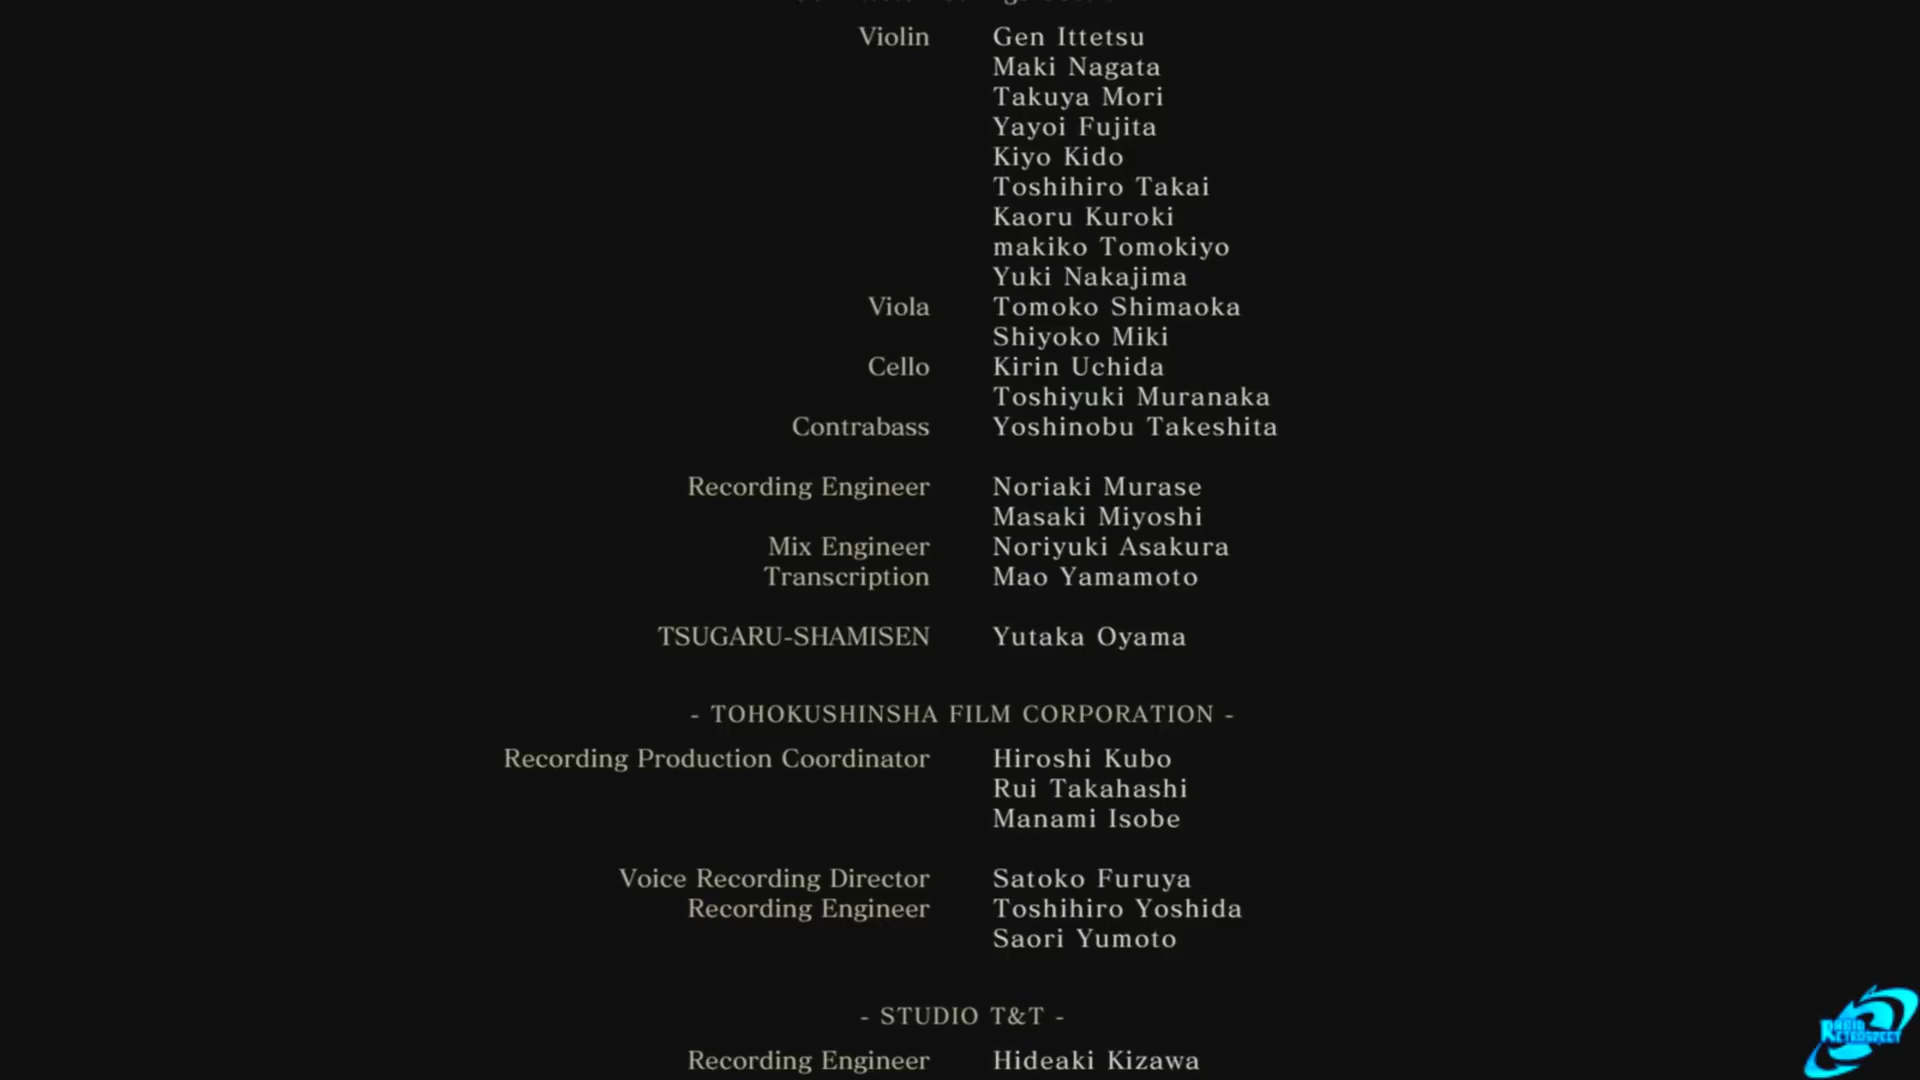 Violin Gen Ittetsu
Maki Nagata
Takuya Mori
Yayoi Fujita
Kiyo Kido
Toshihiro Takai
Kaoru Kuroki
makiko Tomokiyo
Yuki Nakajima
Viola Tomoko Shimaoka
Shiyoko Miki
Cello Kirin Uchida
Toshiyuki Muranaka
Contrabass Yoshinobu Takeshita
Recording Engineer Noriaki Murase
Masaki Miyoshi
Mix Engineer Noriyuki Asakura
Transcription Mao Yamamoto
TSUGARU-SHAMISEN Yutaka Oyama
- TOHOKUSHINSHA FILM CORPORATION -
Recording Production Coordinator Hiroshi Kubo
Rui Takahashi
Manami Isobe
Voice Recording Director Satoko Furuya
Recording Engineer Toshihiro Yoshida
Saori Yumoto
- STUDIO T&T -
Recording Engineer Hideaki Kizawa
RETROSPECT